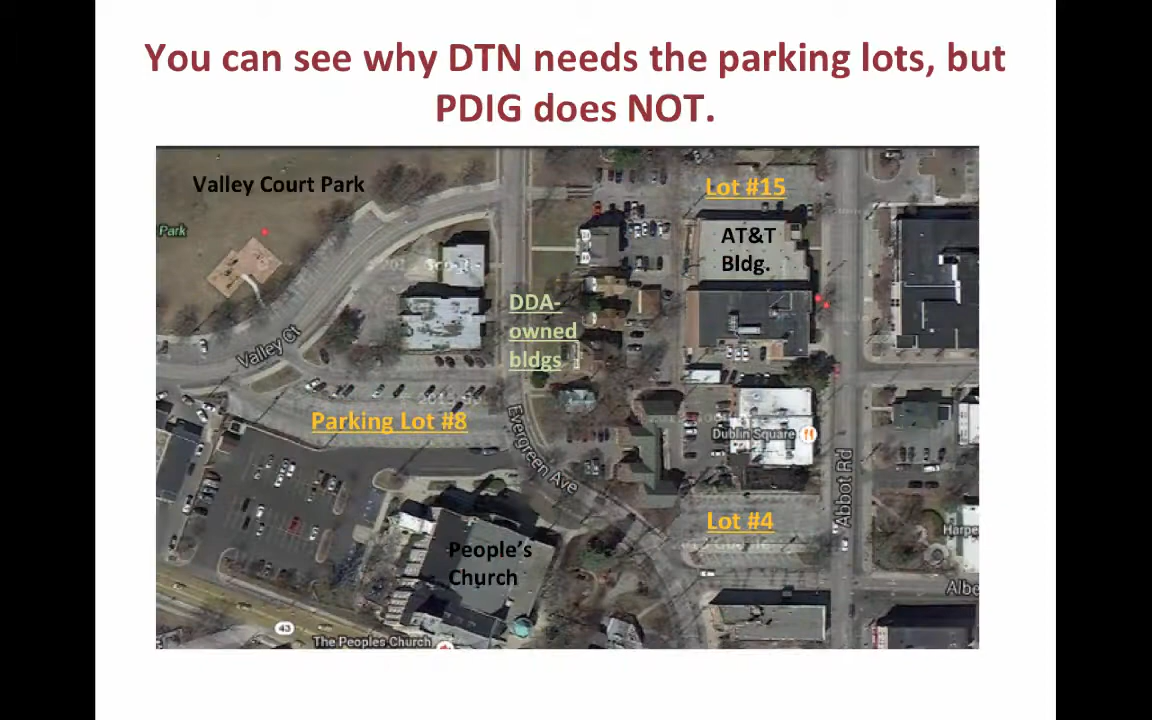 You can see why DTN needs the parking lots, but
PDIG does NOT.
Valley Court Park
Lot #15
Park
AT&T
Bldg.
DDA-
owned
bldgs
Valley Ct
Parking Lot #8
Evergreen Ave
Dublin Square
Abbot Rd
Lot #4
Harpe
People's
Church
Albe
43
The Peoples Church